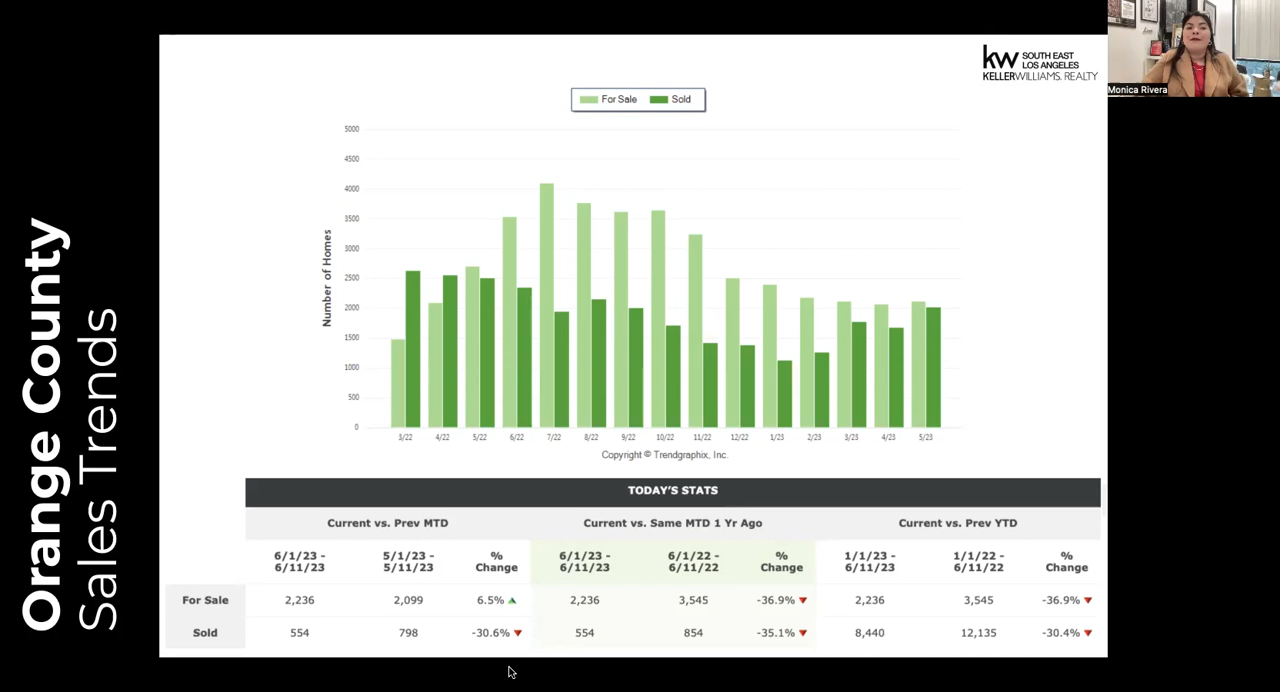 Orange County
Sales Trends
kw SOUTH EAST
LOS ANGELES
KELLERWILLIAMS. REALTY
Monica Rivera
For Sale Sold
5000
4500
4000
3500
3000
2500
2000
1500
1000
500
0
Number of Homes
3/22 4/22 5/22 6/22 7/22 8/22 9/22 10/22 11/22 12/22 1/23 2/23 3/23 4/23 5/23
Copyright © Trendgraphix, Inc.
TODAY'S STATS
Current vs. Prev MTD Current vs. Same MTD 1 Yr Ago Current vs. Prev YTD
6/1/23 - 5/1/23 - % 6/1/23 - 6/1/22 - % 1/1/23 - 1/1/22 - %
6/11/23 5/11/23 Change 6/11/23 6/11/22 Change 6/11/23 6/11/22 Change
For Sale 2,236 2,099 6.5% 2,236 3,545 -36.9% 2,236 3,545 -36.9%
Sold 554 798 -30.6% 554 854 -35.1% 8,440 12,135 -30.4%